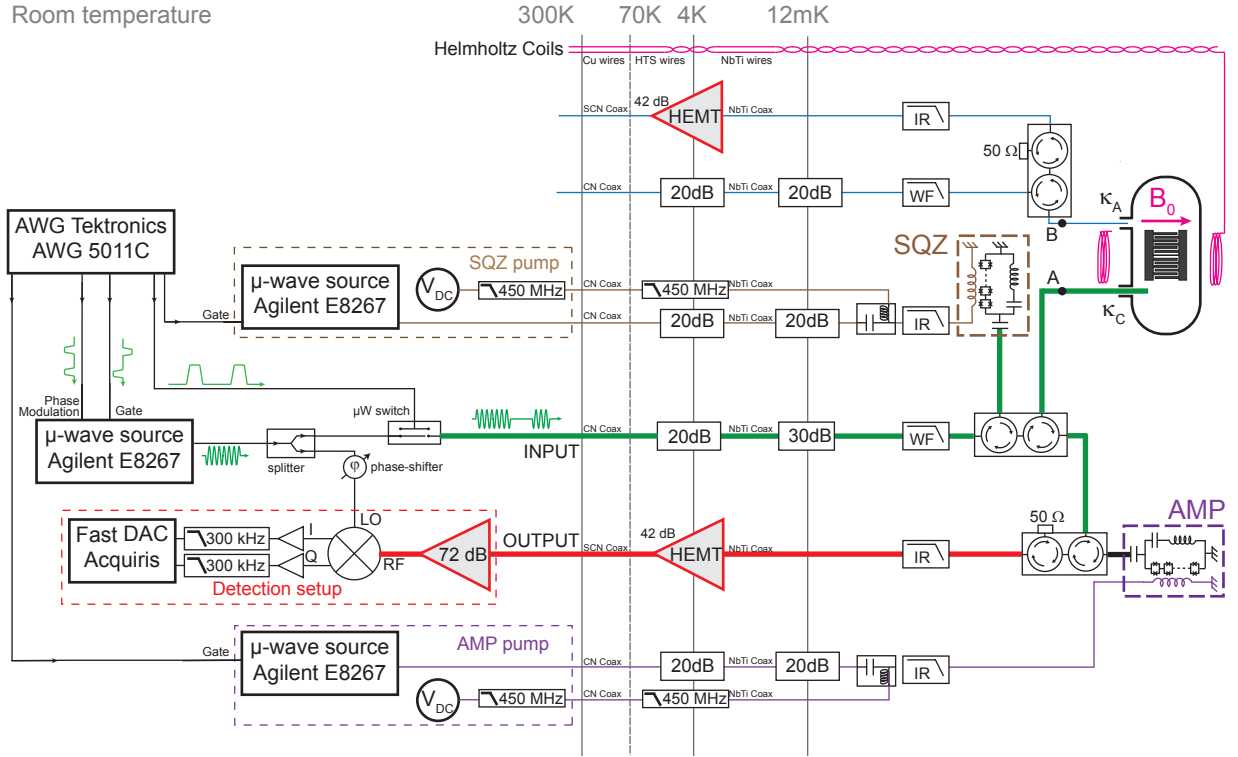 Room temperature
300K
70K
4K
12mK
Helmholtz Coils
Cu wires
HTS wires
NbTi wires
SCN Coax
42 dB
HEMT
NbTi Coax
IR
50 Ω
CN Coax
20dB
NbTi Coax
20dB
WF
B
κA
B0
AWG Tektronics
AWG 5011C
SQZ pump
μ-wave source
Agilent E8267
Gate
VDC
450 MHz
CN Coax
450 MHz
NbTi Coax
SQZ
A
κC
CN Coax
20dB
NbTi Coax
20dB
IR
Phase
Modulation
Gate
μ-wave source
Agilent E8267
splitter
μW switch
φ
phase-shifter
INPUT
CN Coax
20dB
NbTi Coax
30dB
WF
Fast DAC
Acquiris
300 kHz
300 kHz
I
Q
LO
RF
72 dB
Detection setup
OUTPUT
SCN Coax
42 dB
HEMT
NbTi Coax
IR
50 Ω
AMP
Gate
μ-wave source
Agilent E8267
AMP pump
VDC
450 MHz
CN Coax
20dB
NbTi Coax
20dB
IR
CN Coax
450 MHz
NbTi Coax